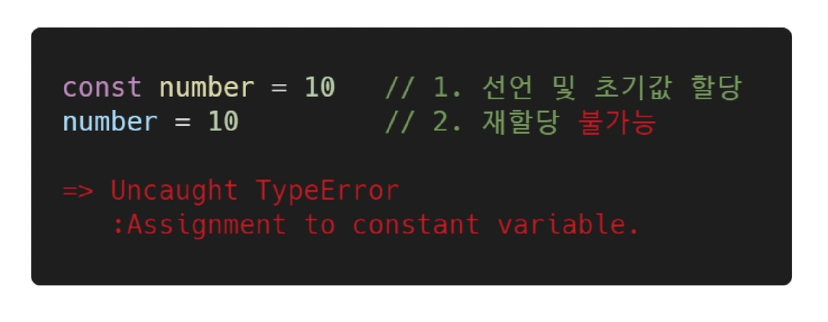 const number = 10   // 1. 선언 및 초기값 할당
number = 10         // 2. 재할당 불가능
=> Uncaught TypeError
   :Assignment to constant variable.